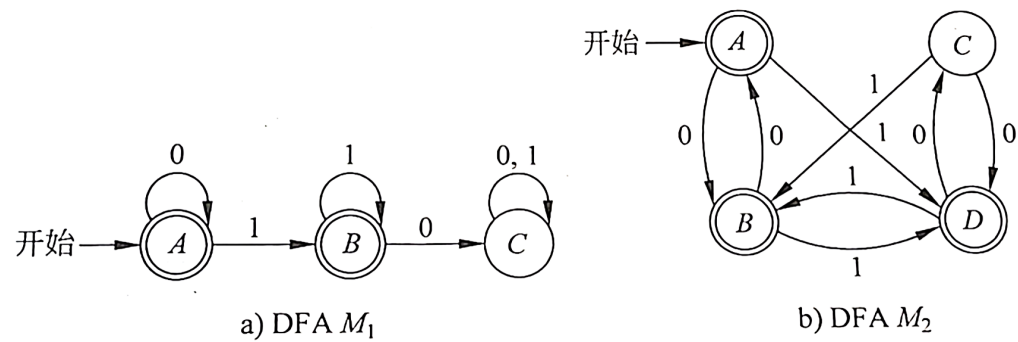 开始 A C
1
0 0 1 0 0
0 1 0, 1
1
开始 A 1 B 0 C B D
1
a) DFA M₁ b) DFA M₂